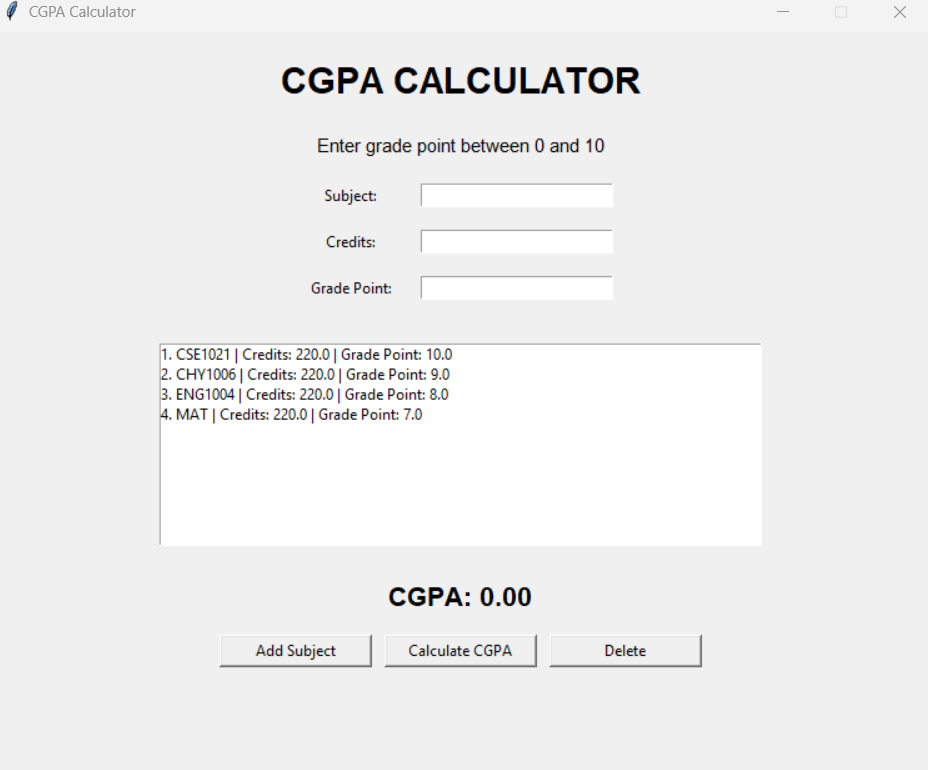 CGPA Calculator
CGPA CALCULATOR
Enter grade point between 0 and 10
Subject:
Credits:
Grade Point:
1. CSE1021 | Credits: 220.0 | Grade Point: 10.0
2. CHY1006 | Credits: 220.0 | Grade Point: 9.0
3. ENG1004 | Credits: 220.0 | Grade Point: 8.0
4. MAT | Credits: 220.0 | Grade Point: 7.0
CGPA: 0.00
Add Subject Calculate CGPA Delete